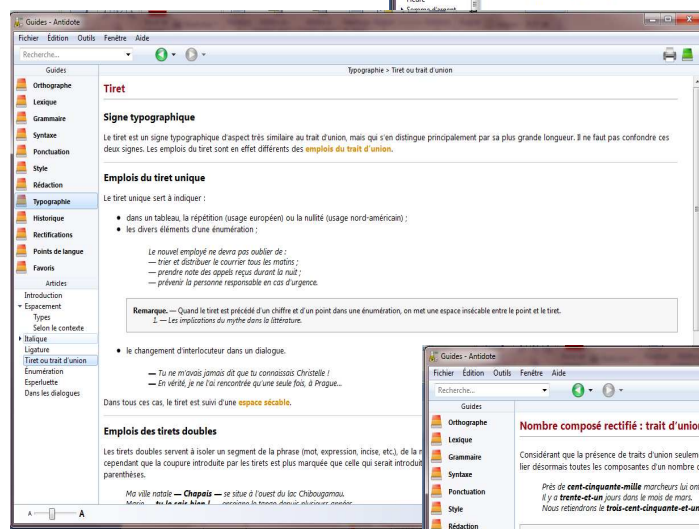 Heure
Somme d'argent
Guides - Antidote
Fichier Édition Outils Fenêtre Aide
Recherche...
Guides
Typographie > Tiret ou trait d'union
Orthographe
Lexique
Grammaire
Syntaxe
Ponctuation
Style
Rédaction
Typographie
Historique
Rectifications
Points de langue
Favoris
Articles
Introduction
Espacement
Types
Selon le contexte
Italique
Ligature
Tiret ou trait d'union
Énumération
Esperluette
Dans les dialogues
A A
Tiret
Signe typographique
Le tiret est un signe typographique d'aspect très similaire au trait d'union, mais qui s'en distingue principalement par sa plus grande longueur. Il ne faut pas confondre ces
deux signes. Les emplois du tiret sont en effet différents des emplois du trait d'union.
Emplois du tiret unique
Le tiret unique sert à indiquer :
• dans un tableau, la répétition (usage européen) ou la nullité (usage nord-américain) ;
• les divers éléments d'une énumération ;
Le nouvel employé ne devra pas oublier de :
— trier et distribuer le courrier tous les matins ;
— prendre note des appels reçus durant la nuit ;
— prévenir la personne responsable en cas d'urgence.
Remarque. — Quand le tiret est précédé d'un chiffre et d'un point dans une énumération, on met une espace insécable entre le point et le tiret.
1. — Les implications du mythe dans la littérature.
• le changement d'interlocuteur dans un dialogue.
— Tu ne m'avais jamais dit que tu connaissais Christelle !
— En vérité, je ne l'ai rencontrée qu'une seule fois, à Prague...
Dans tous ces cas, le tiret est suivi d'une espace sécable.
Emplois des tirets doubles
Les tirets doubles servent à isoler un segment de la phrase (mot, expression, incise, etc.), de la
cependant que la coupure introduite par les tirets est plus marquée que celle qui serait introduit
parenthèses.
Ma ville natale — Chapais — se situe à l'ouest du lac Chibougamau.
Guides - Antidote
Fichier Édition Outils Fenêtre Aide
Recherche...
Guides
Orthographe
Lexique
Grammaire
Syntaxe
Ponctuation
Style
Rédaction
Nombre composé rectifié : trait d'unio
Considérant que la présence de traits d'union seulem
lier désormais toutes les composantes d'un nombre c
Près de cent-cinquante-mille marcheurs lui ont
Il y a trente-et-un jours dans le mois de mars.
Nous retiendrons le trois-cent-cinquante-et-un